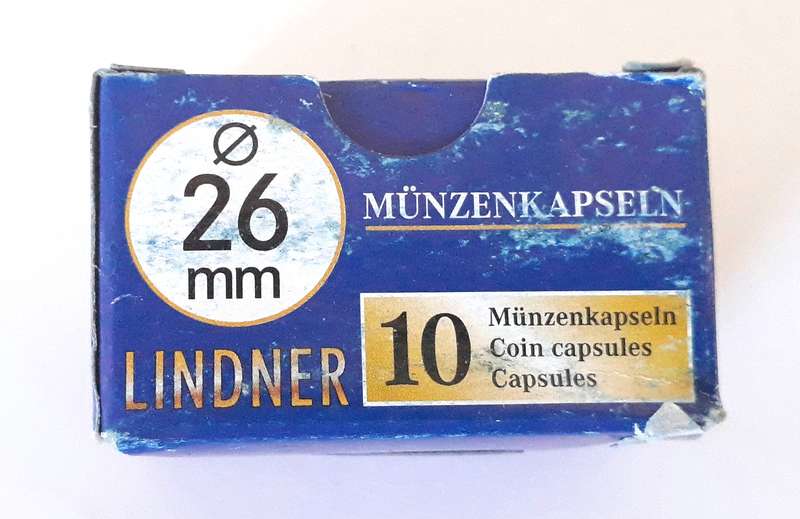 Ø
26
mm
MÜNZENKAPSELN
LINDNER
10
Münzenkapseln
Coin capsules
Capsules